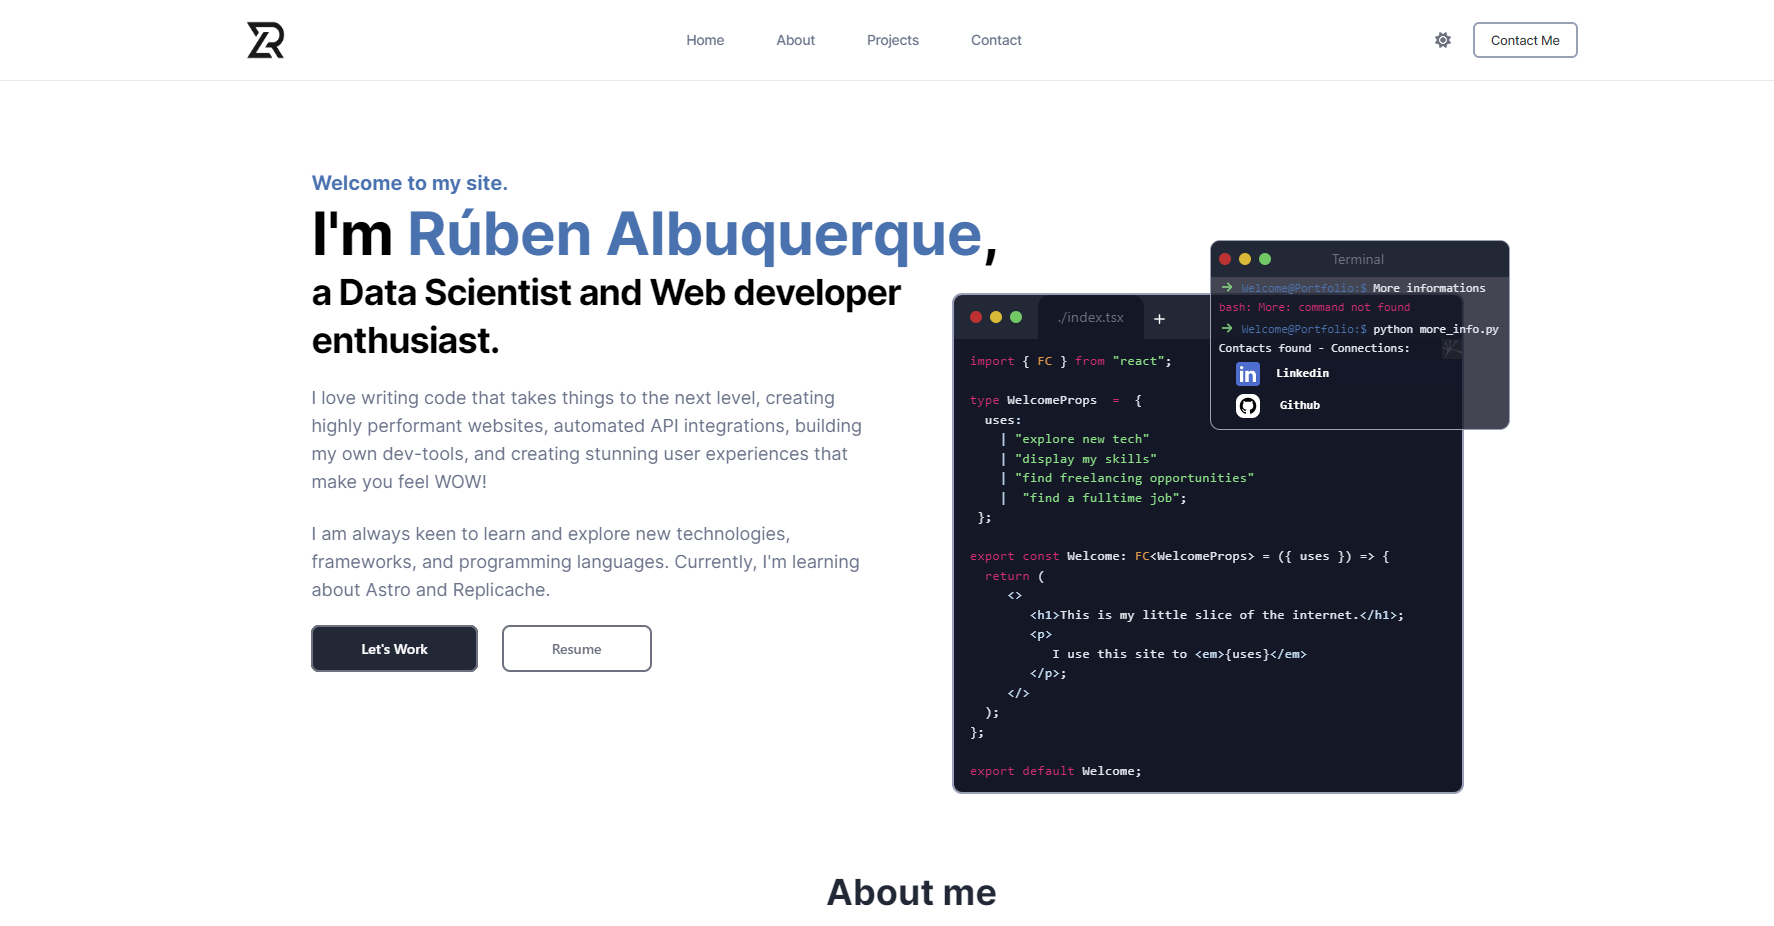 Home About Projects Contact Contact Me
Welcome to my site.
I'm Rúben Albuquerque,
a Data Scientist and Web developer
enthusiast.
I love writing code that takes things to the next level, creating
highly performant websites, automated API integrations, building
my own dev-tools, and creating stunning user experiences that
make you feel WOW!
I am always keen to learn and explore new technologies,
frameworks, and programming languages. Currently, I'm learning
about Astro and Replicache.
Let's Work Resume
Terminal
Welcome@Portfolio:$ More informations
bash: More: command not found
Welcome@Portfolio:$ python more_info.py
Contacts found - Connections:
in Linkedin
Github
./index.tsx +
import { FC } from "react";
type WelcomeProps = {
uses:
| "explore new tech"
| "display my skills"
| "find freelancing opportunities"
| "find a fulltime job";
};
export const Welcome: FC<WelcomeProps> = ({ uses }) => {
return (
<>
<h1>This is my little slice of the internet.</h1>;
<p>
I use this site to <em>{uses}</em>
</p>;
</>
);
};
export default Welcome;
About me